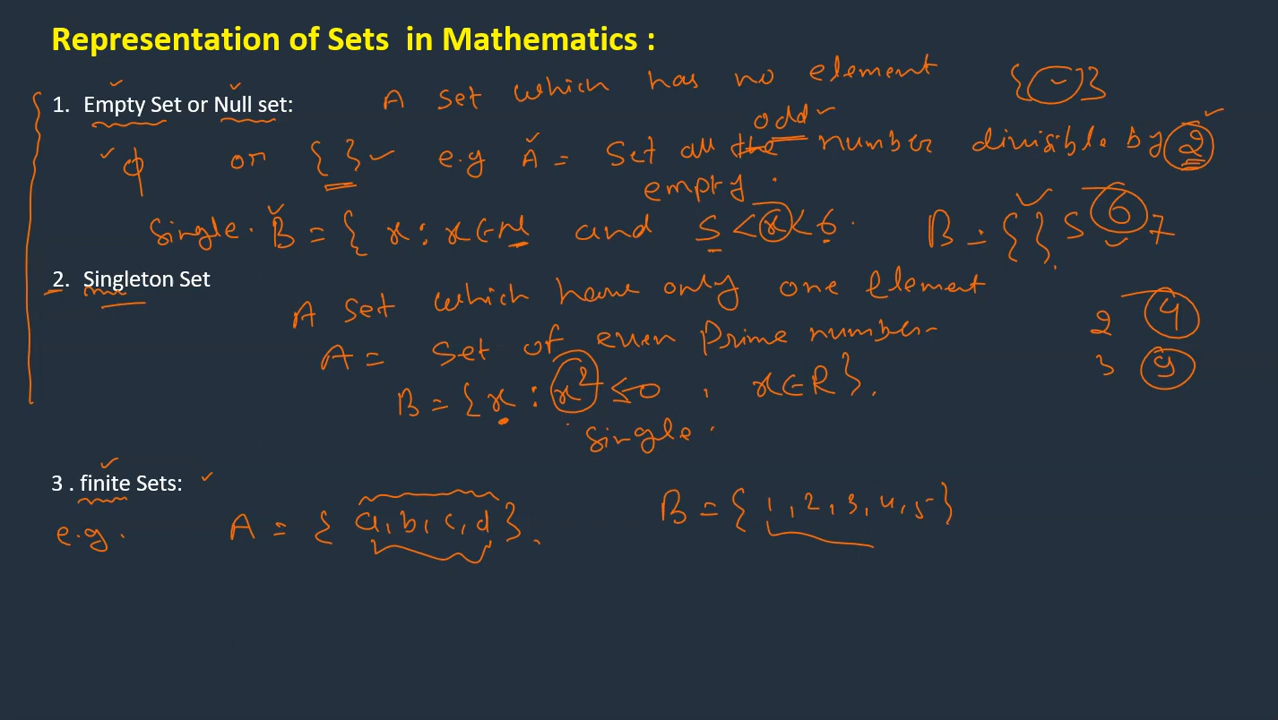 Representation of Sets in Mathematics :
1. Empty Set or Null set: A set which has no element { - }
ϕ or { } e.g A = Set all the odd number divisible by 2
empty.
Single. B = { x : x ∈ N and 5 < x < 6. B = { } 5 6 7
2. Singleton Set
A set which have only one Element
A = set of even Prime number- 2 4
B = { x : x² ≤ 0 , x ∈ R }. 3 9
single.
3 . finite Sets:
e.g. A = { a, b, c, d }. B = { 1, 2, 3, 4, 5 }